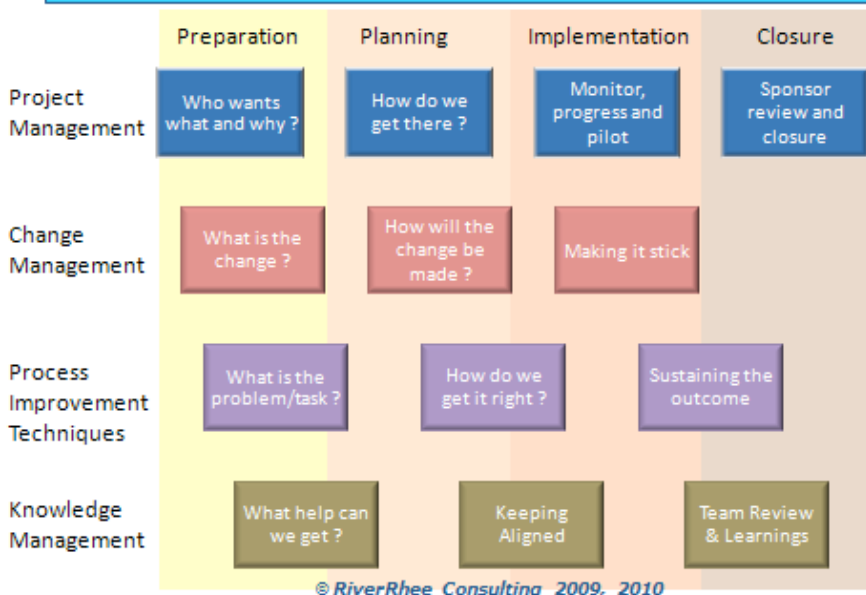 Preparation Planning Implementation Closure
Project
Management
Who wants
what and why ?
How do we
get there ?
Monitor,
progress and
pilot
Sponsor
review and
closure
Change
Management
What is the
change ?
How will the
change be
made ?
Making it stick
Process
Improvement
Techniques
What is the
problem/task ?
How do we
get it right ?
Sustaining the
outcome
Knowledge
Management
What help can
we get ?
Keeping
Aligned
Team Review
& Learnings
© RiverRhee Consulting 2009, 2010